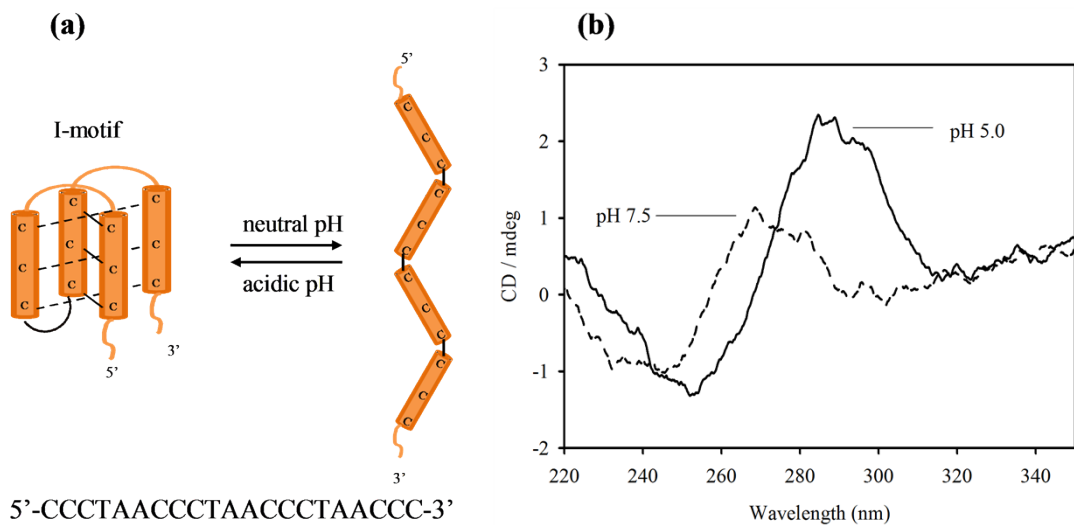 (a)
I-motif
C
C
C
C
C
C
C
C
C
C
C
C
3’
5’
neutral pH
acidic pH
5’
C
C
C
C
C
C
C
C
C
C
C
C
3’
5’-CCCTAACCCTAACCCTAACCC-3’
(b)
3
2
1
0
-1
-2
CD / mdeg
pH 5.0
pH 7.5
220 240 260 280 300 320 340
Wavelength (nm)